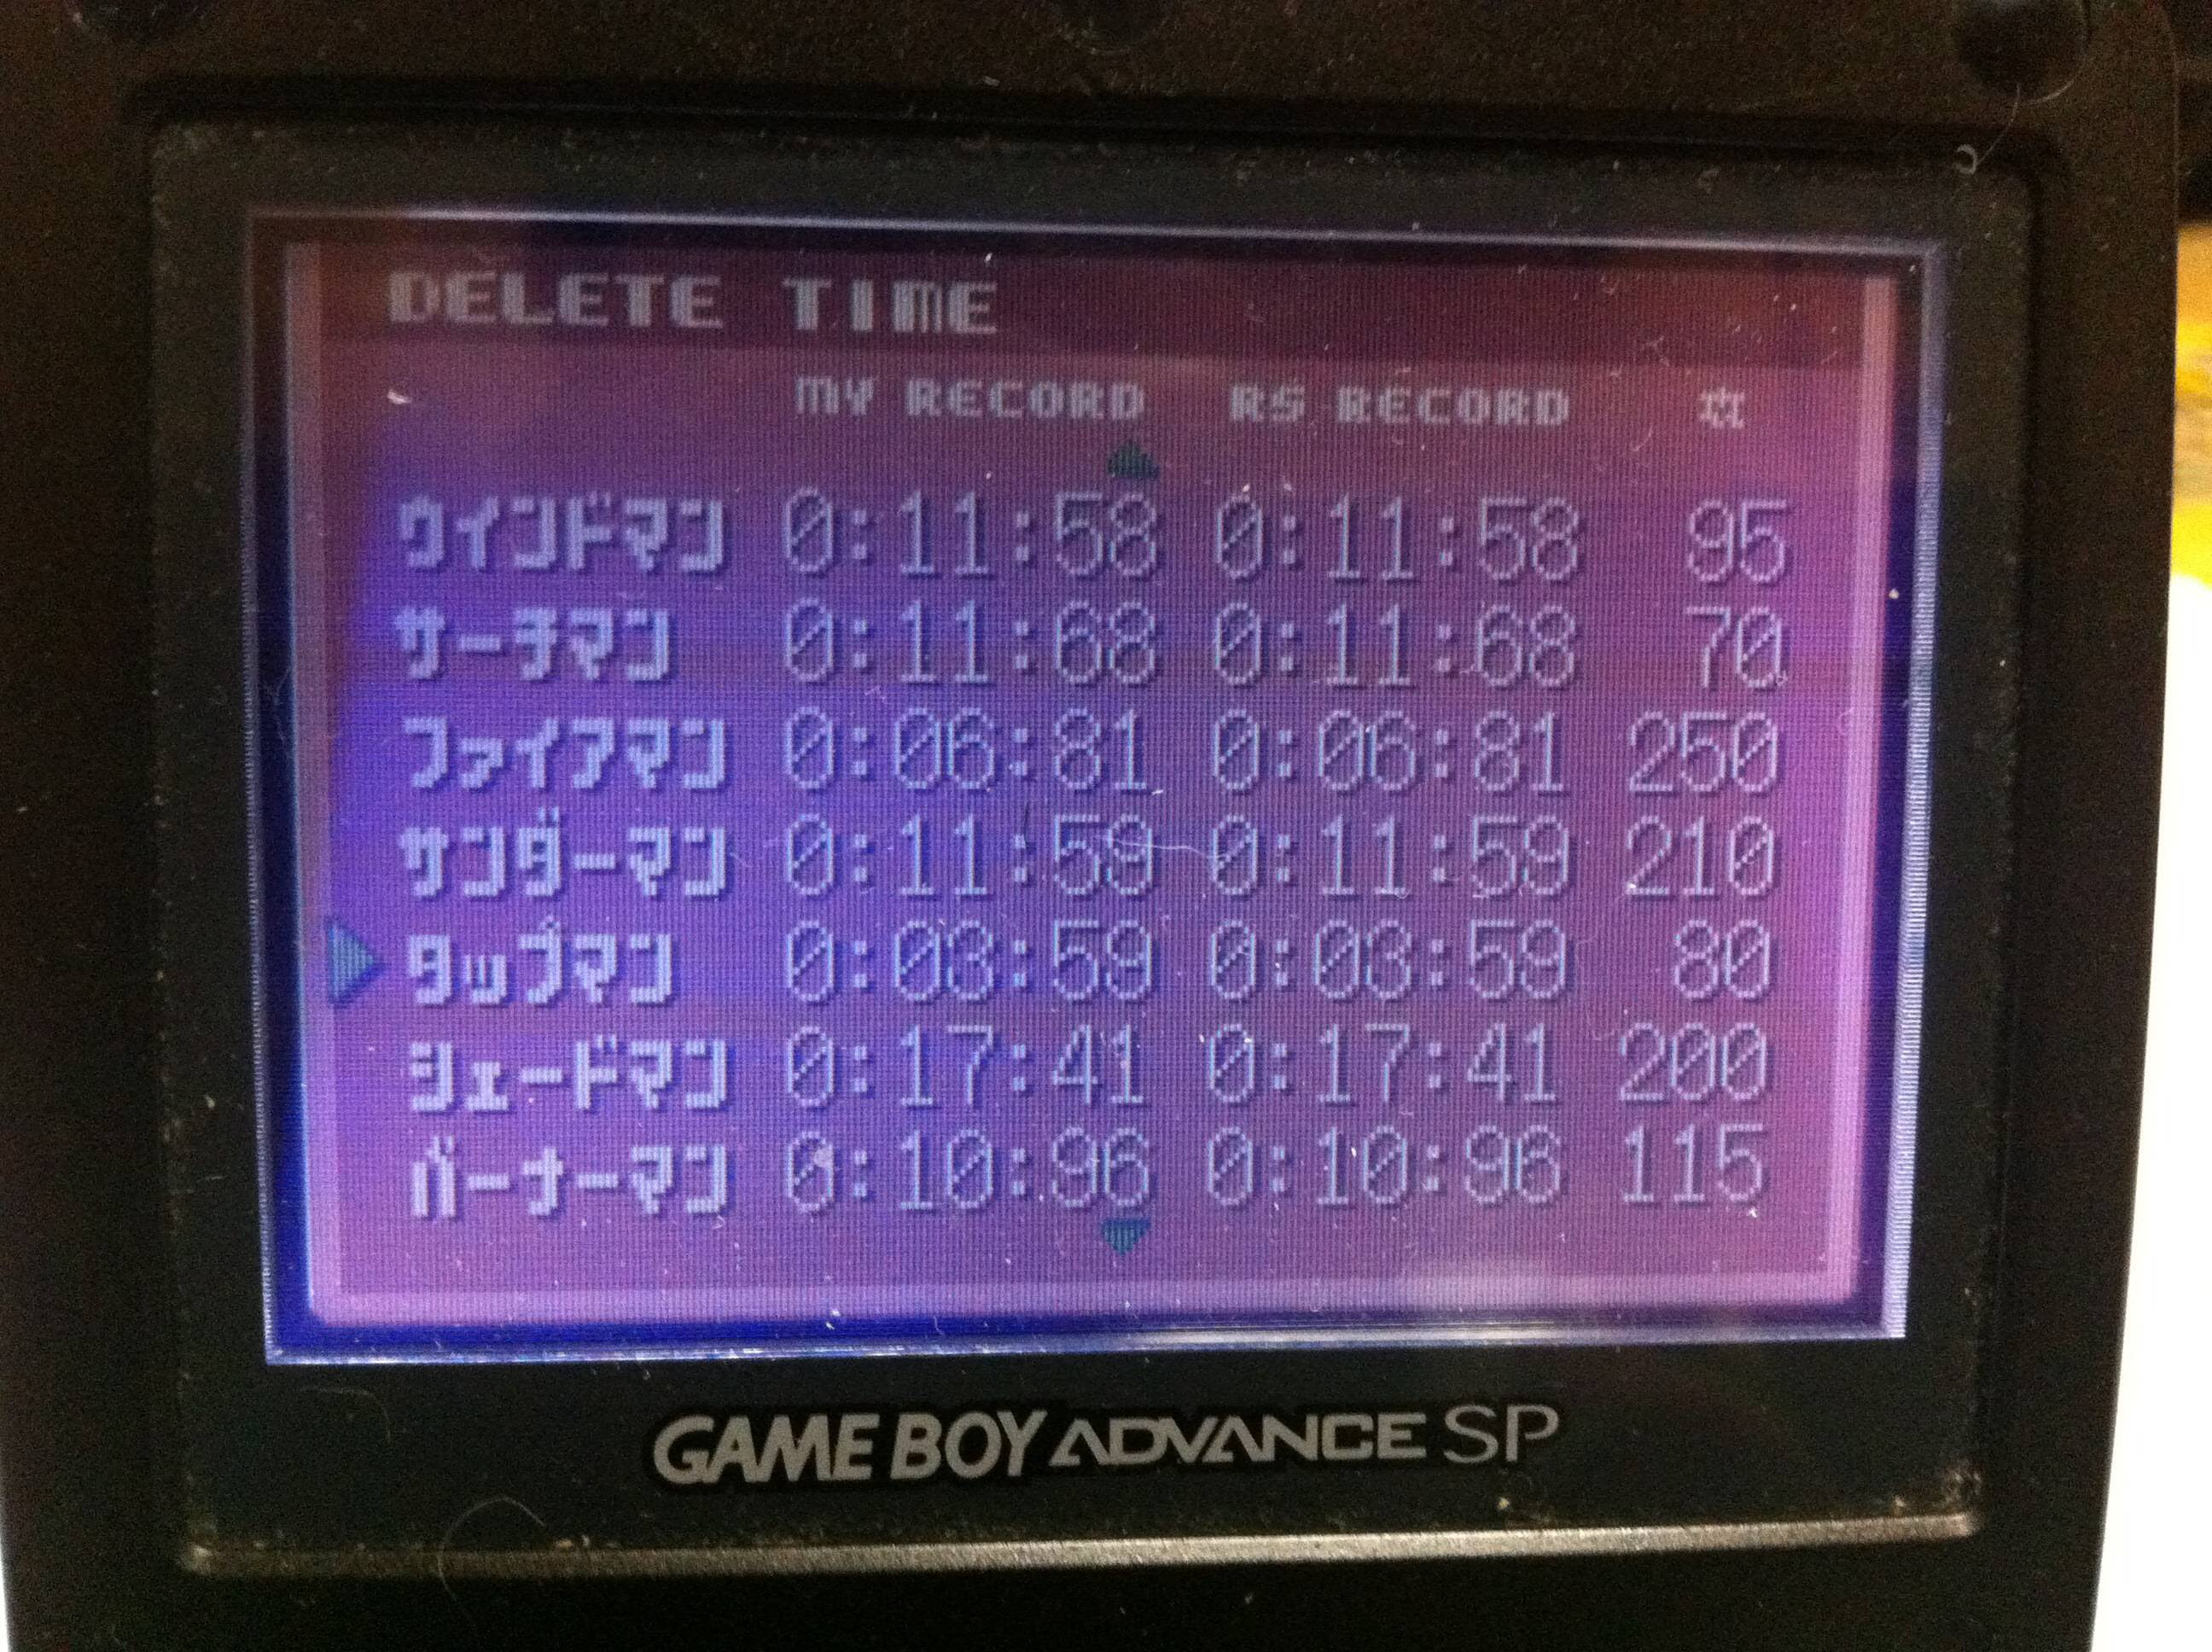 DELETE TIME
MY RECORD RS RECORD
ウインドマン 0:11:58 0:11:58 95
サーチマン 0:11:68 0:11:68 70
ファイアマン 0:06:81 0:06:81 250
サンダーマン 0:11:59 0:11:59 210
タップマン 0:03:59 0:03:59 80
シェードマン 0:17:41 0:17:41 200
バーナーマン 0:10:96 0:10:96 115
GAME BOY ADVANCE SP